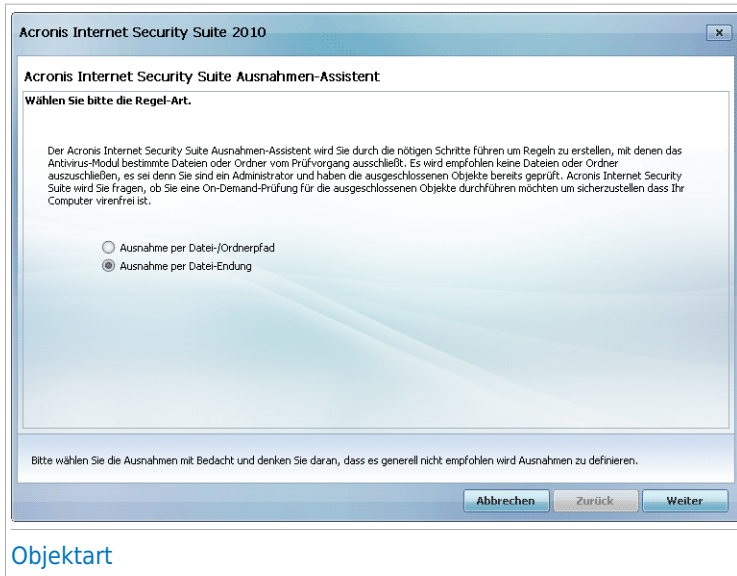 Acronis Internet Security Suite 2010
Acronis Internet Security Suite Ausnahmen-Assistent
Wählen Sie bitte die Regel-Art.
Der Acronis Internet Security Suite Ausnahmen-Assistent wird Sie durch die nötigen Schritte führen um Regeln zu erstellen, mit denen das
Antivirus-Modul bestimmte Dateien oder Ordner vom Prüfvorgang ausschließt. Es wird empfohlen keine Dateien oder Ordner
auszuschließen, es sei denn Sie sind ein Administrator und haben die ausgeschlossenen Objekte bereits geprüft. Acronis Internet Security
Suite wird Sie fragen, ob Sie eine On-Demand-Prüfung für die ausgeschlossenen Objekte durchführen möchten um sicherzustellen dass Ihr
Computer virenfrei ist.
Ausnahme per Datei-/Ordnerpfad
Ausnahme per Datei-Endung
Bitte wählen Sie die Ausnahmen mit Bedacht und denken Sie daran, dass es generell nicht empfohlen wird Ausnahmen zu definieren.
Abbrechen Zurück Weiter
Objektart